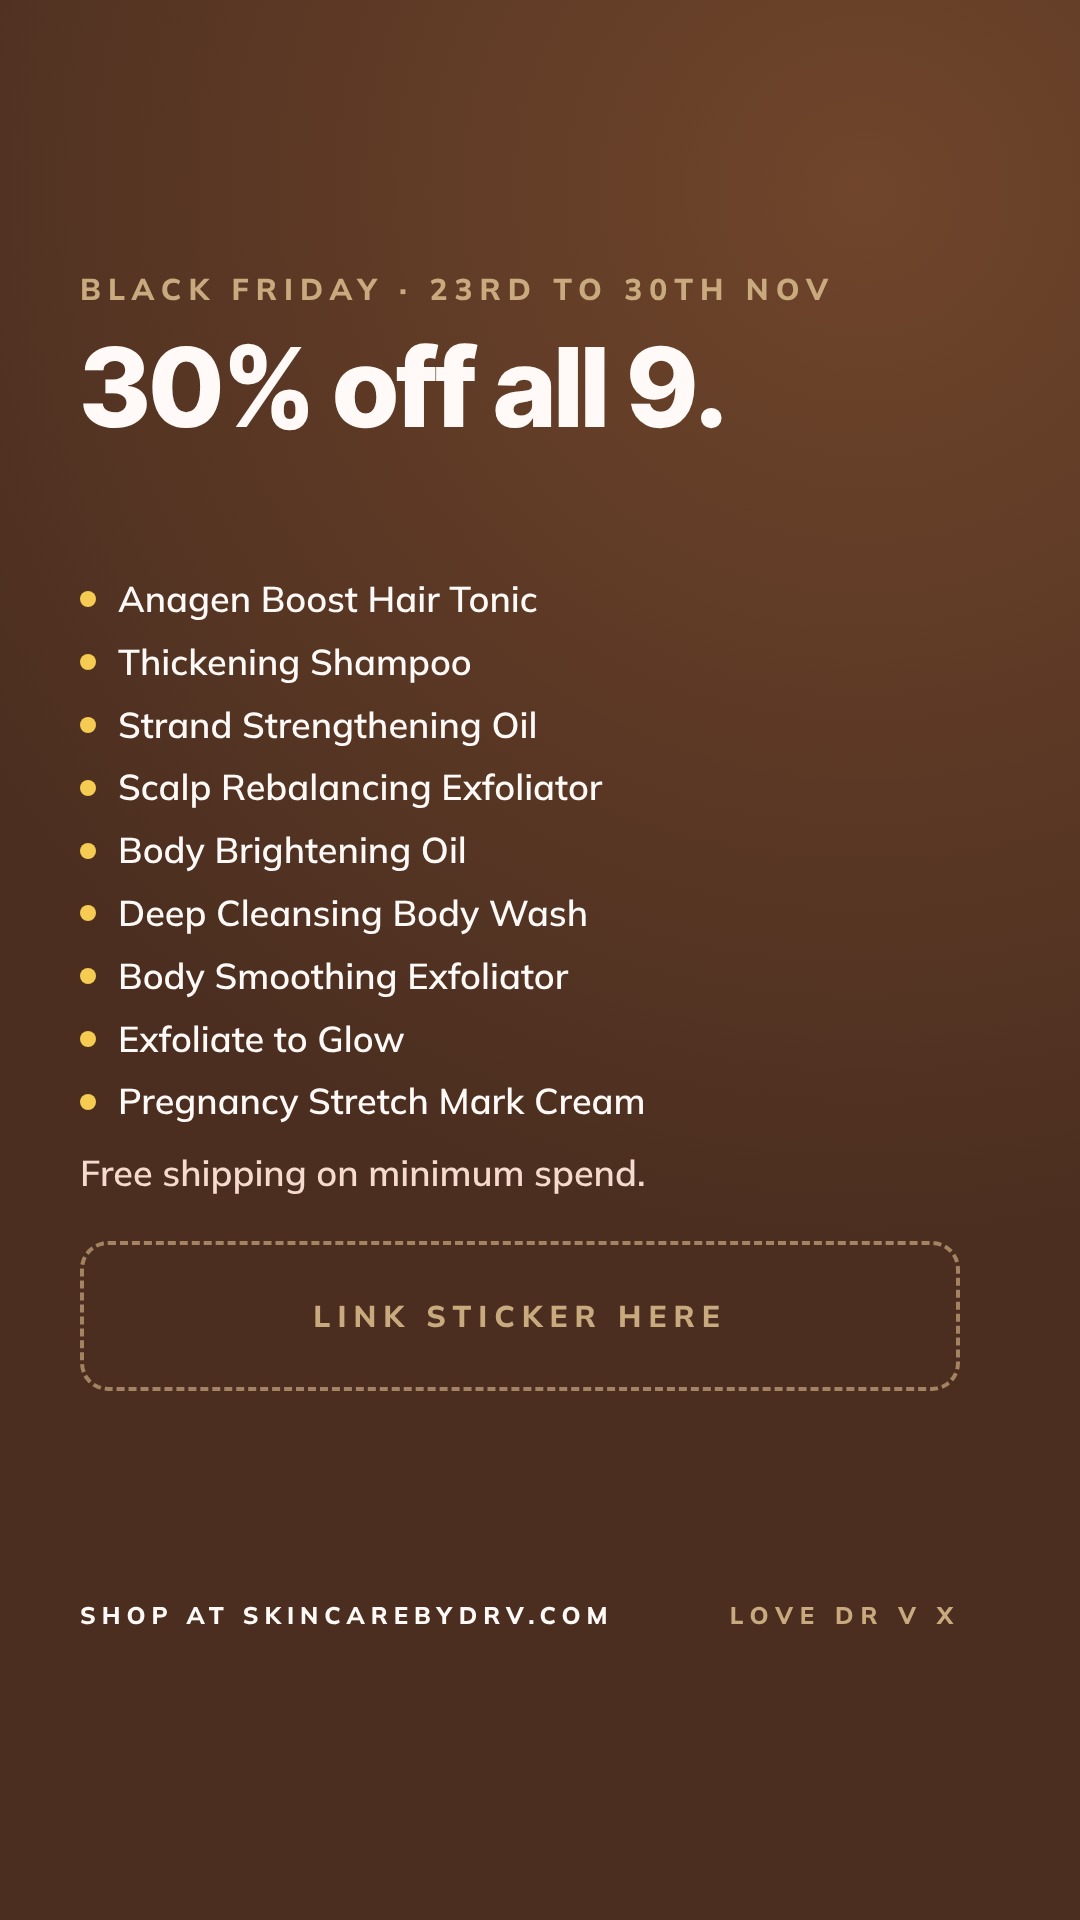 BLACK FRIDAY · 23RD TO 30TH NOV
30% off all 9.
Anagen Boost Hair Tonic
Thickening Shampoo
Strand Strengthening Oil
Scalp Rebalancing Exfoliator
Body Brightening Oil
Deep Cleansing Body Wash
Body Smoothing Exfoliator
Exfoliate to Glow
Pregnancy Stretch Mark Cream
Free shipping on minimum spend.
LINK STICKER HERE
SHOP AT SKINCAREBYDRV.COM
LOVE DR V X